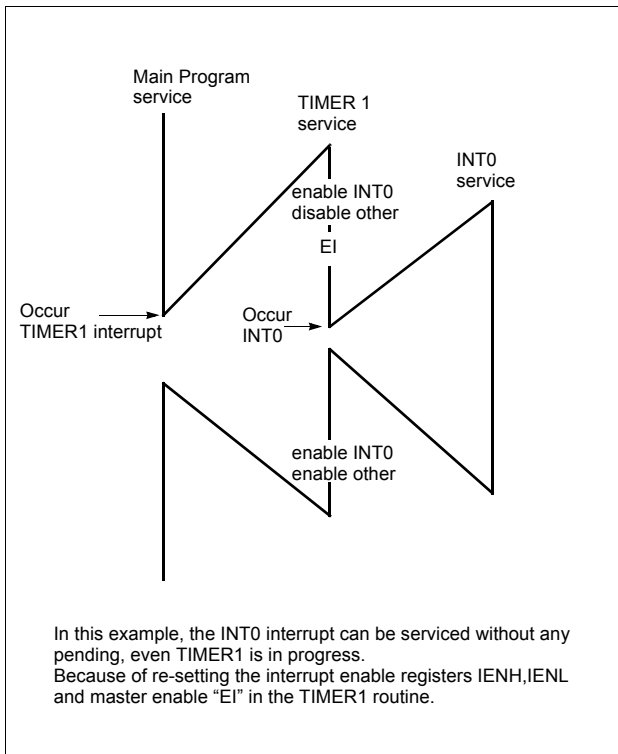 Main Program
service
TIMER 1
service
INT0
service
enable INT0
disable other
EI
Occur
TIMER1 interrupt
Occur
INT0
enable INT0
enable other
In this example, the INT0 interrupt can be serviced without any
pending, even TIMER1 is in progress.
Because of re-setting the interrupt enable registers IENH,IENL
and master enable “EI” in the TIMER1 routine.